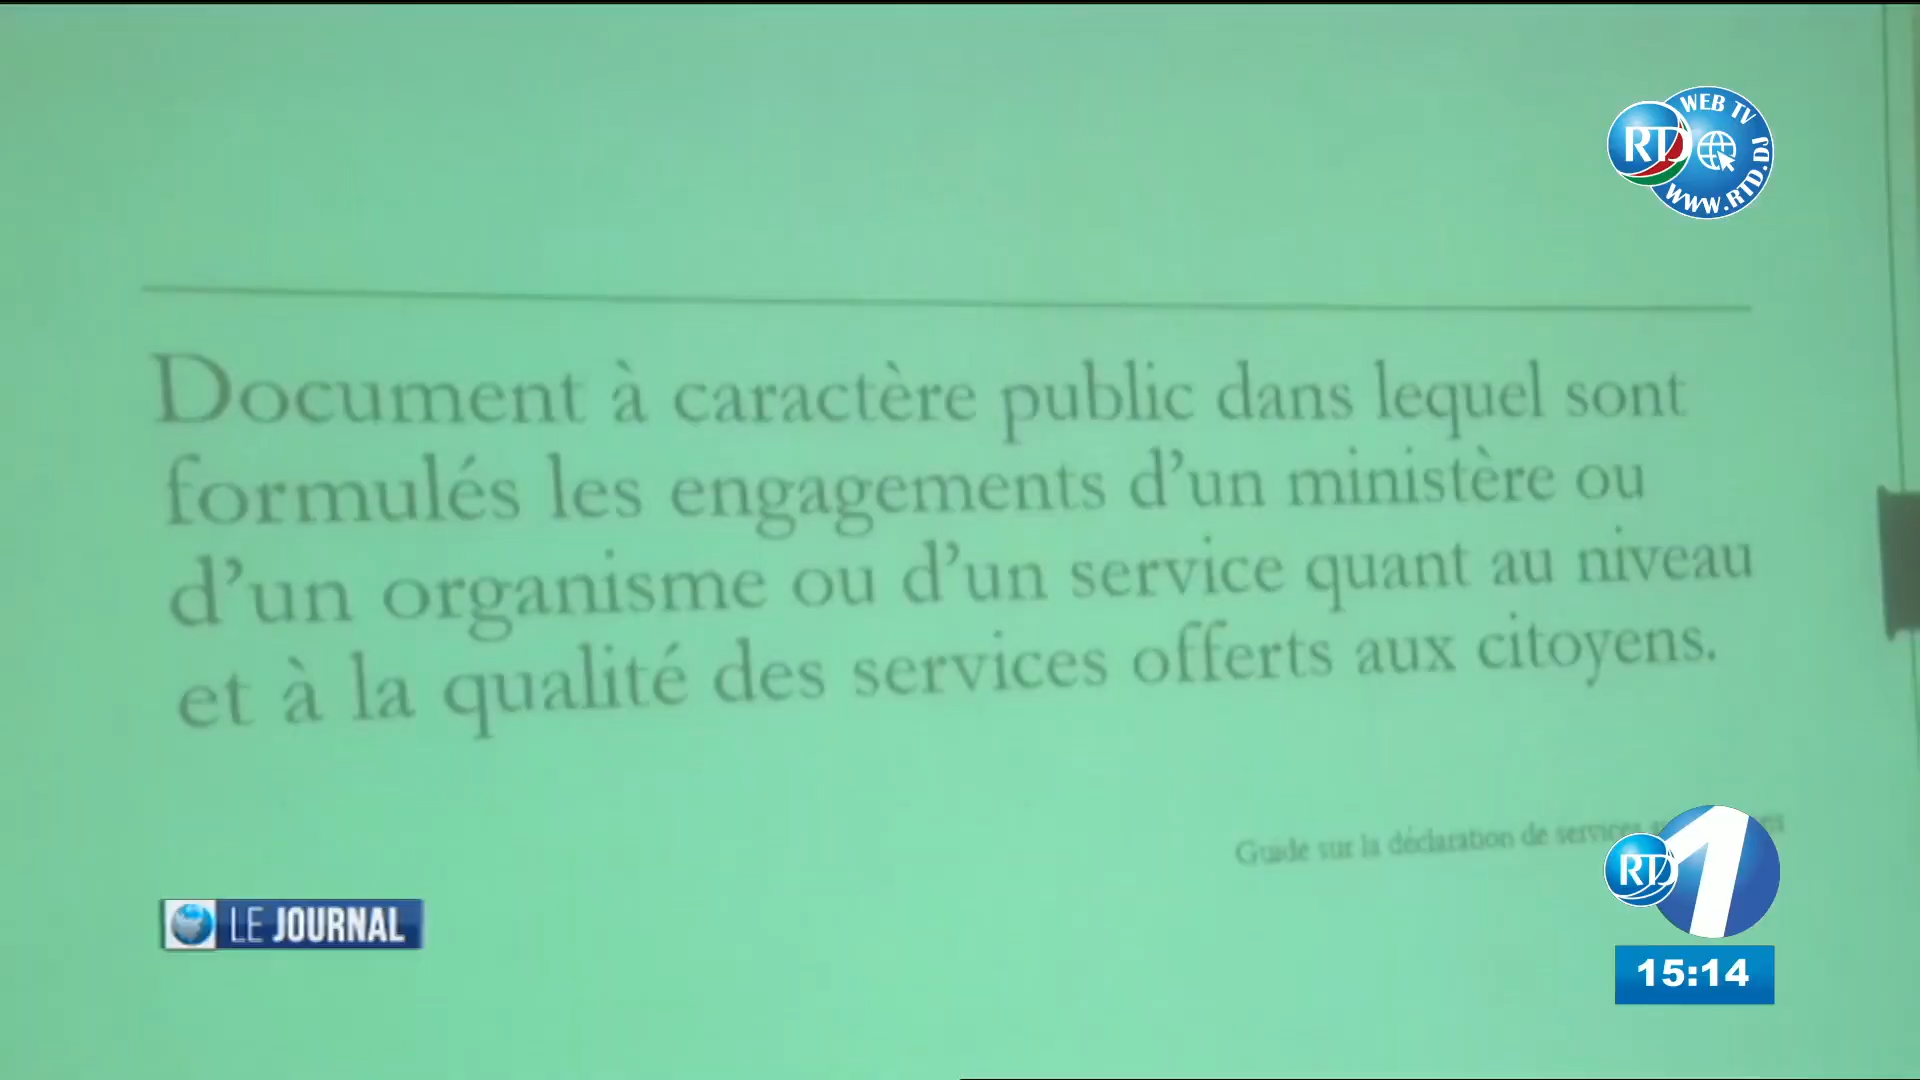 WEB TV
RTD
WWW.RTD.DJ
Document à caractère public dans lequel sont
formulés les engagements d'un ministère ou
d'un organisme ou d'un service quant au niveau
et à la qualité des services offerts aux citoyens.
Guide sur la déclaration de services
RTD 1
LE JOURNAL
15:14